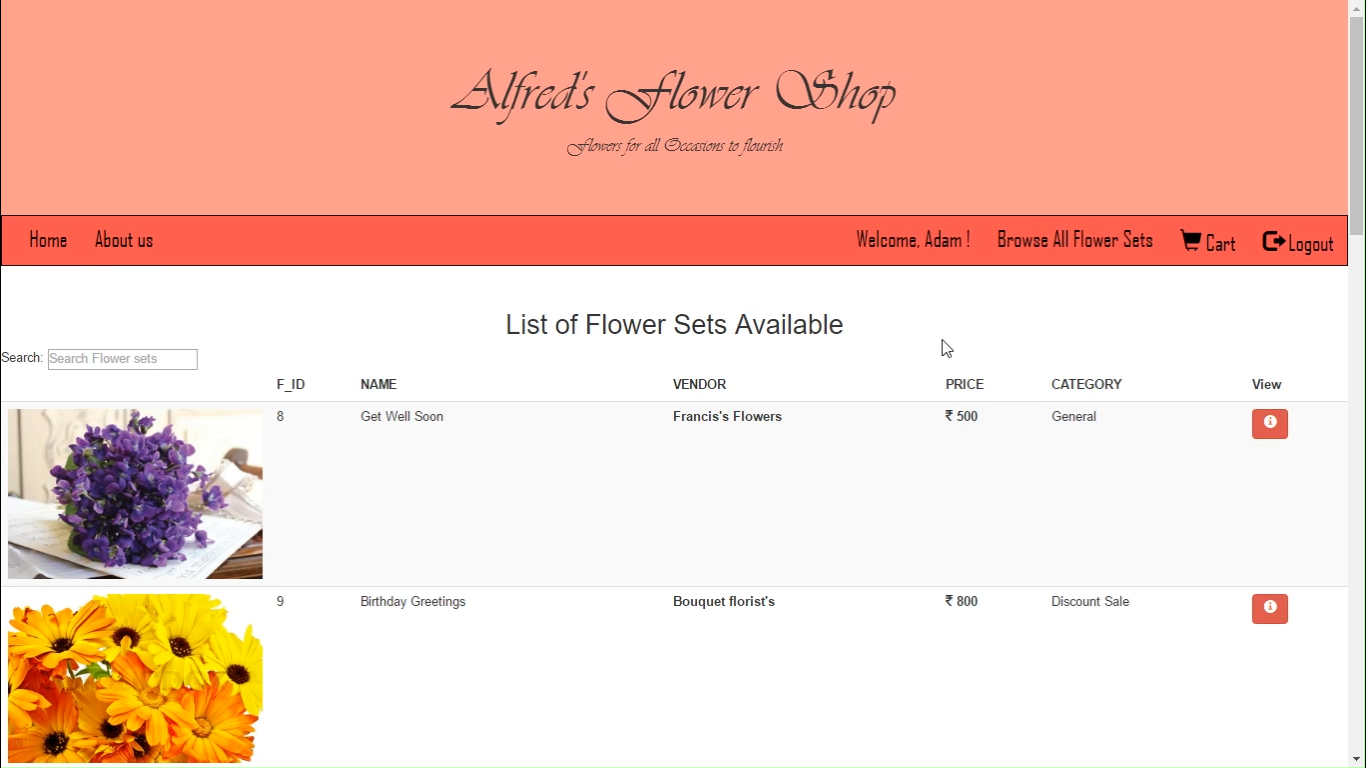 Alfred's Flower Shop
Flowers for all Occasions to flourish
Home About us Welcome, Adam ! Browse All Flower Sets Cart Logout
List of Flower Sets Available
Search: Search Flower sets
F_ID NAME VENDOR PRICE CATEGORY View
8 Get Well Soon Francis's Flowers ₹ 500 General
9 Birthday Greetings Bouquet florist's ₹ 800 Discount Sale